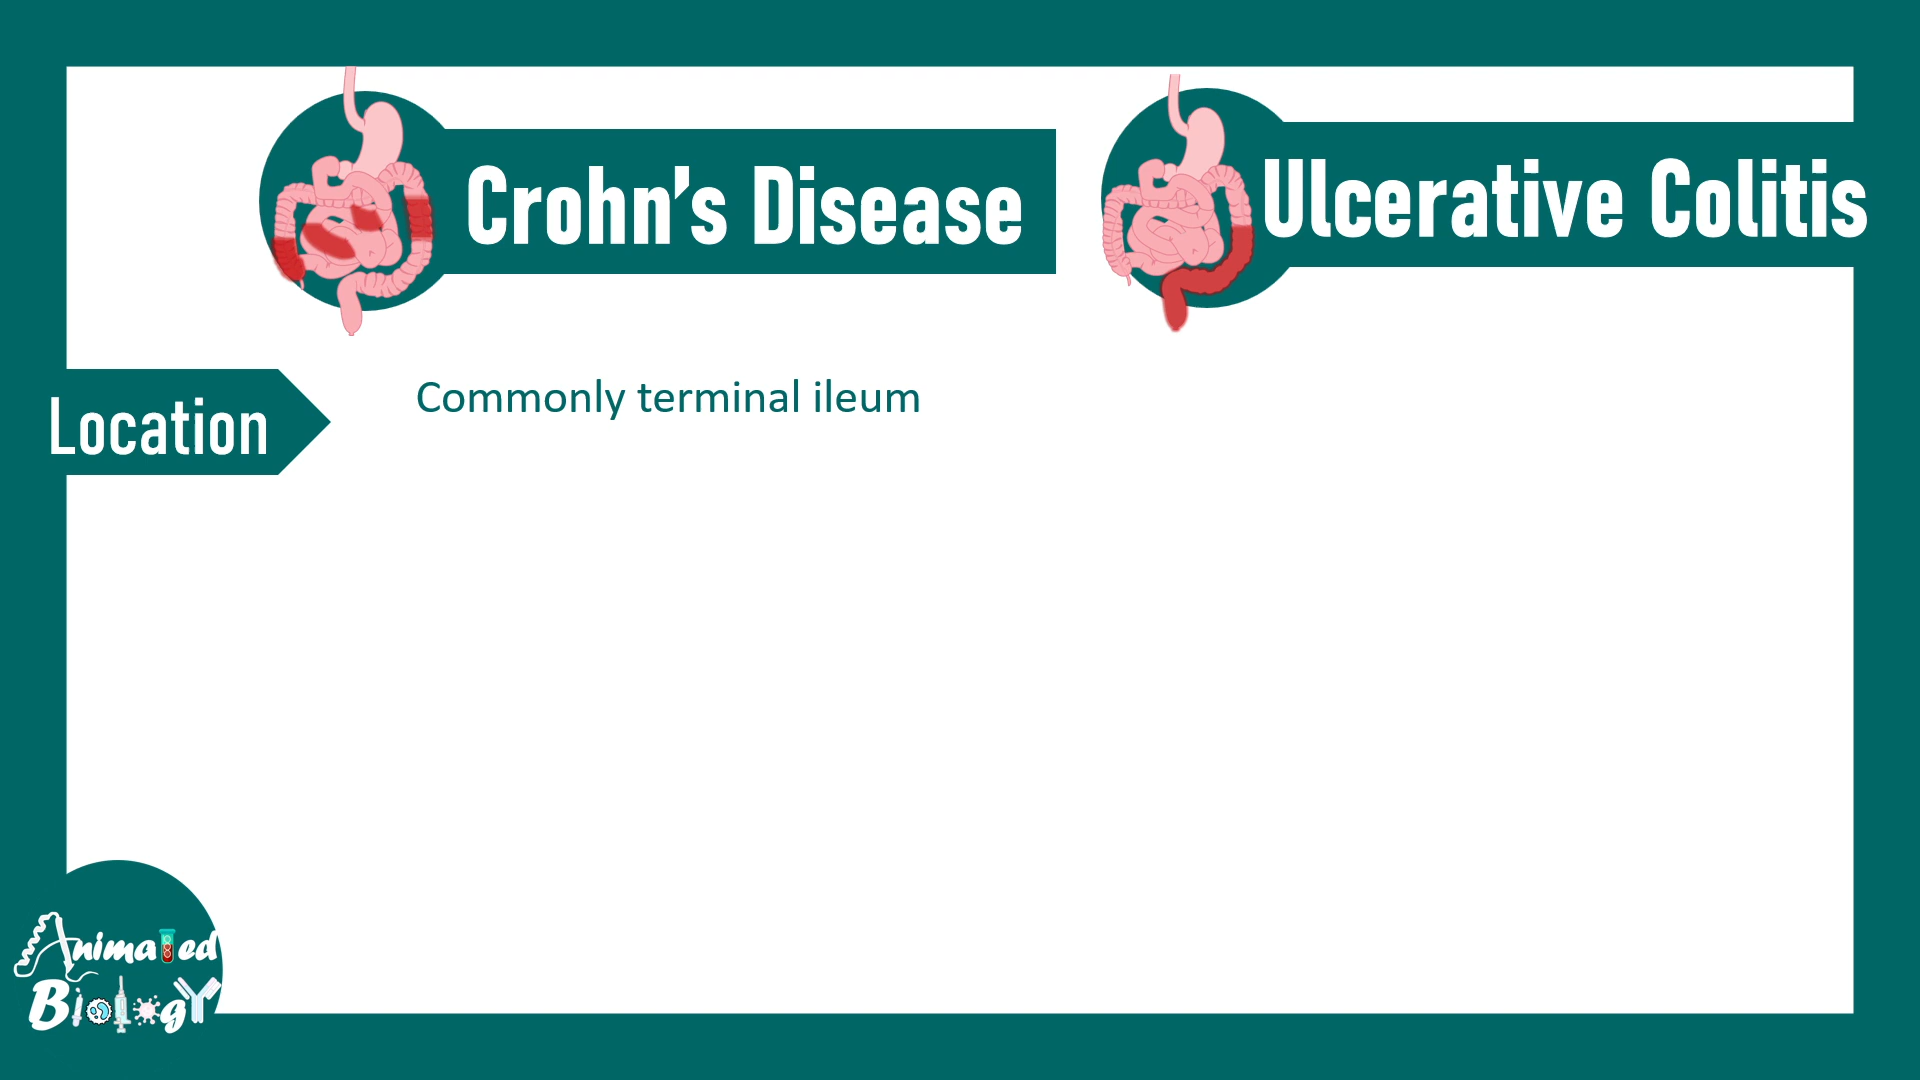 Crohn’s Disease
Ulcerative Colitis
Location
Commonly terminal ileum
Animated
Biology